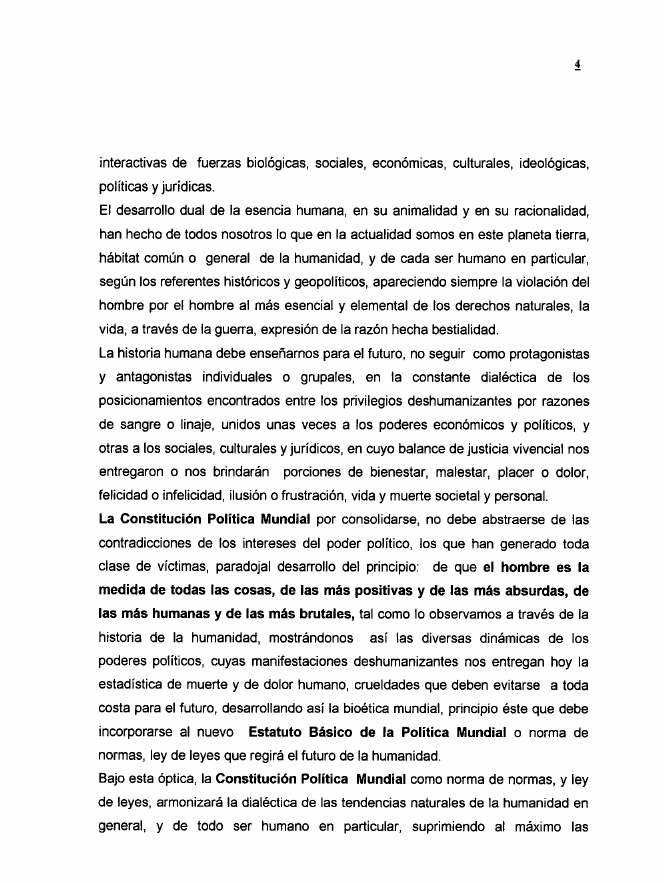 4
interactivas de fuerzas biológicas, sociales, económicas, culturales, ideológicas,
políticas y jurídicas.
El desarrollo dual de la esencia humana, en su animalidad y en su racionalidad,
han hecho de todos nosotros lo que en la actualidad somos en este planeta tierra,
hábitat común o general de la humanidad, y de cada ser humano en particular,
según los referentes históricos y geopolíticos, apareciendo siempre la violación del
hombre por el hombre al más esencial y elemental de los derechos naturales, la
vida, a través de la guerra, expresión de la razón hecha bestialidad.
La historia humana debe enseñarnos para el futuro, no seguir como protagonistas
y antagonistas individuales o grupales, en la constante dialéctica de los
posicionamientos encontrados entre los privilegios deshumanizantes por razones
de sangre o linaje, unidos unas veces a los poderes económicos y políticos, y
otras a los sociales, culturales y jurídicos, en cuyo balance de justicia vivencial nos
entregaron o nos brindarán porciones de bienestar, malestar, placer o dolor,
felicidad o infelicidad, ilusión o frustración, vida y muerte societal y personal.
La Constitución Política Mundial por consolidarse, no debe abstraerse de las
contradicciones de los intereses del poder político, los que han generado toda
clase de víctimas, paradojal desarrollo del principio: de que el hombre es la
medida de todas las cosas, de las más positivas y de las más absurdas, de
las más humanas y de las más brutales, tal como lo observamos a través de la
historia de la humanidad, mostrándonos así las diversas dinámicas de los
poderes políticos, cuyas manifestaciones deshumanizantes nos entregan hoy la
estadística de muerte y de dolor humano, crueldades que deben evitarse a toda
costa para el futuro, desarrollando así la bioética mundial, principio éste que debe
incorporarse al nuevo Estatuto Básico de la Política Mundial o norma de
normas, ley de leyes que regirá el futuro de la humanidad.
Bajo esta óptica, la Constitución Política Mundial como norma de normas, y ley
de leyes, armonizará la dialéctica de las tendencias naturales de la humanidad en
general, y de todo ser humano en particular, suprimiendo al máximo las